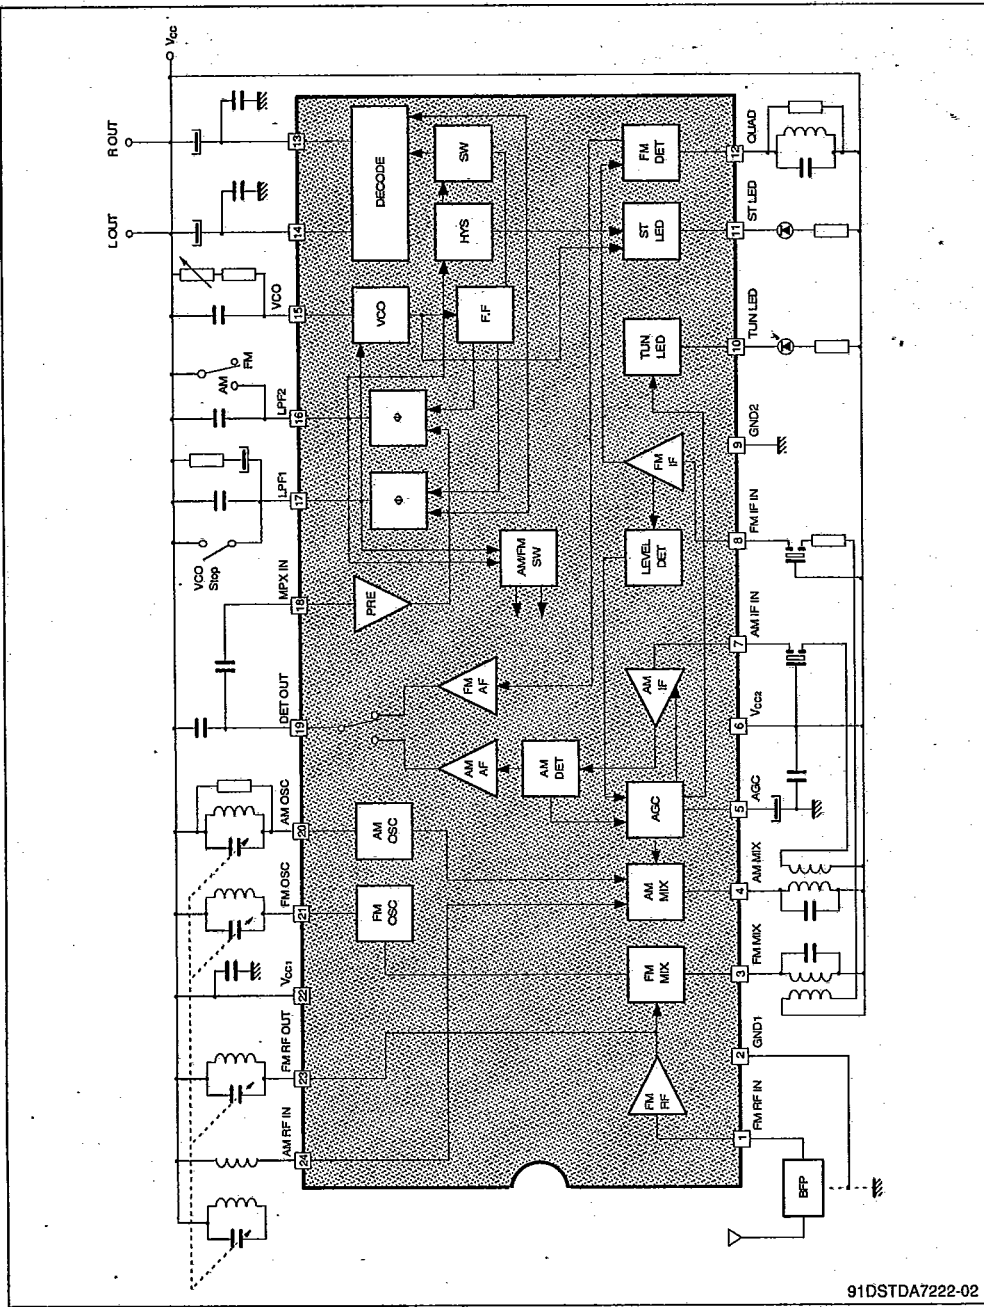 Vcc
R OUT
L OUT
VCO
AM
FM
LPF2
LPF1
VCO
Stop
MPX IN
DET OUT
AM OSC
FM OSC
Vcc1
FM RF OUT
AM RF IN
13
14
15
16
17
18
19
20
21
22
23
24
DECODE
SW
HYS
VCO
F.F
Φ
Φ
PRE
AM/FM
SW
FM
AF
AM
AF
AM
DET
AM
OSC
FM
OSC
FM
DET
ST
LED
TUN
LED
FM
IF
LEVEL
DET
AM
IF
AGC
AM
MIX
FM
MIX
FM
RF
12
11
10
9
8
7
6
5
4
3
2
1
QUAD
ST LED
TUN LED
GND2
FM IF IN
AM IF IN
Vcc2
AGC
AM MIX
FM MIX
GND1
FM RF IN
BFP
91DSTDA7222-02